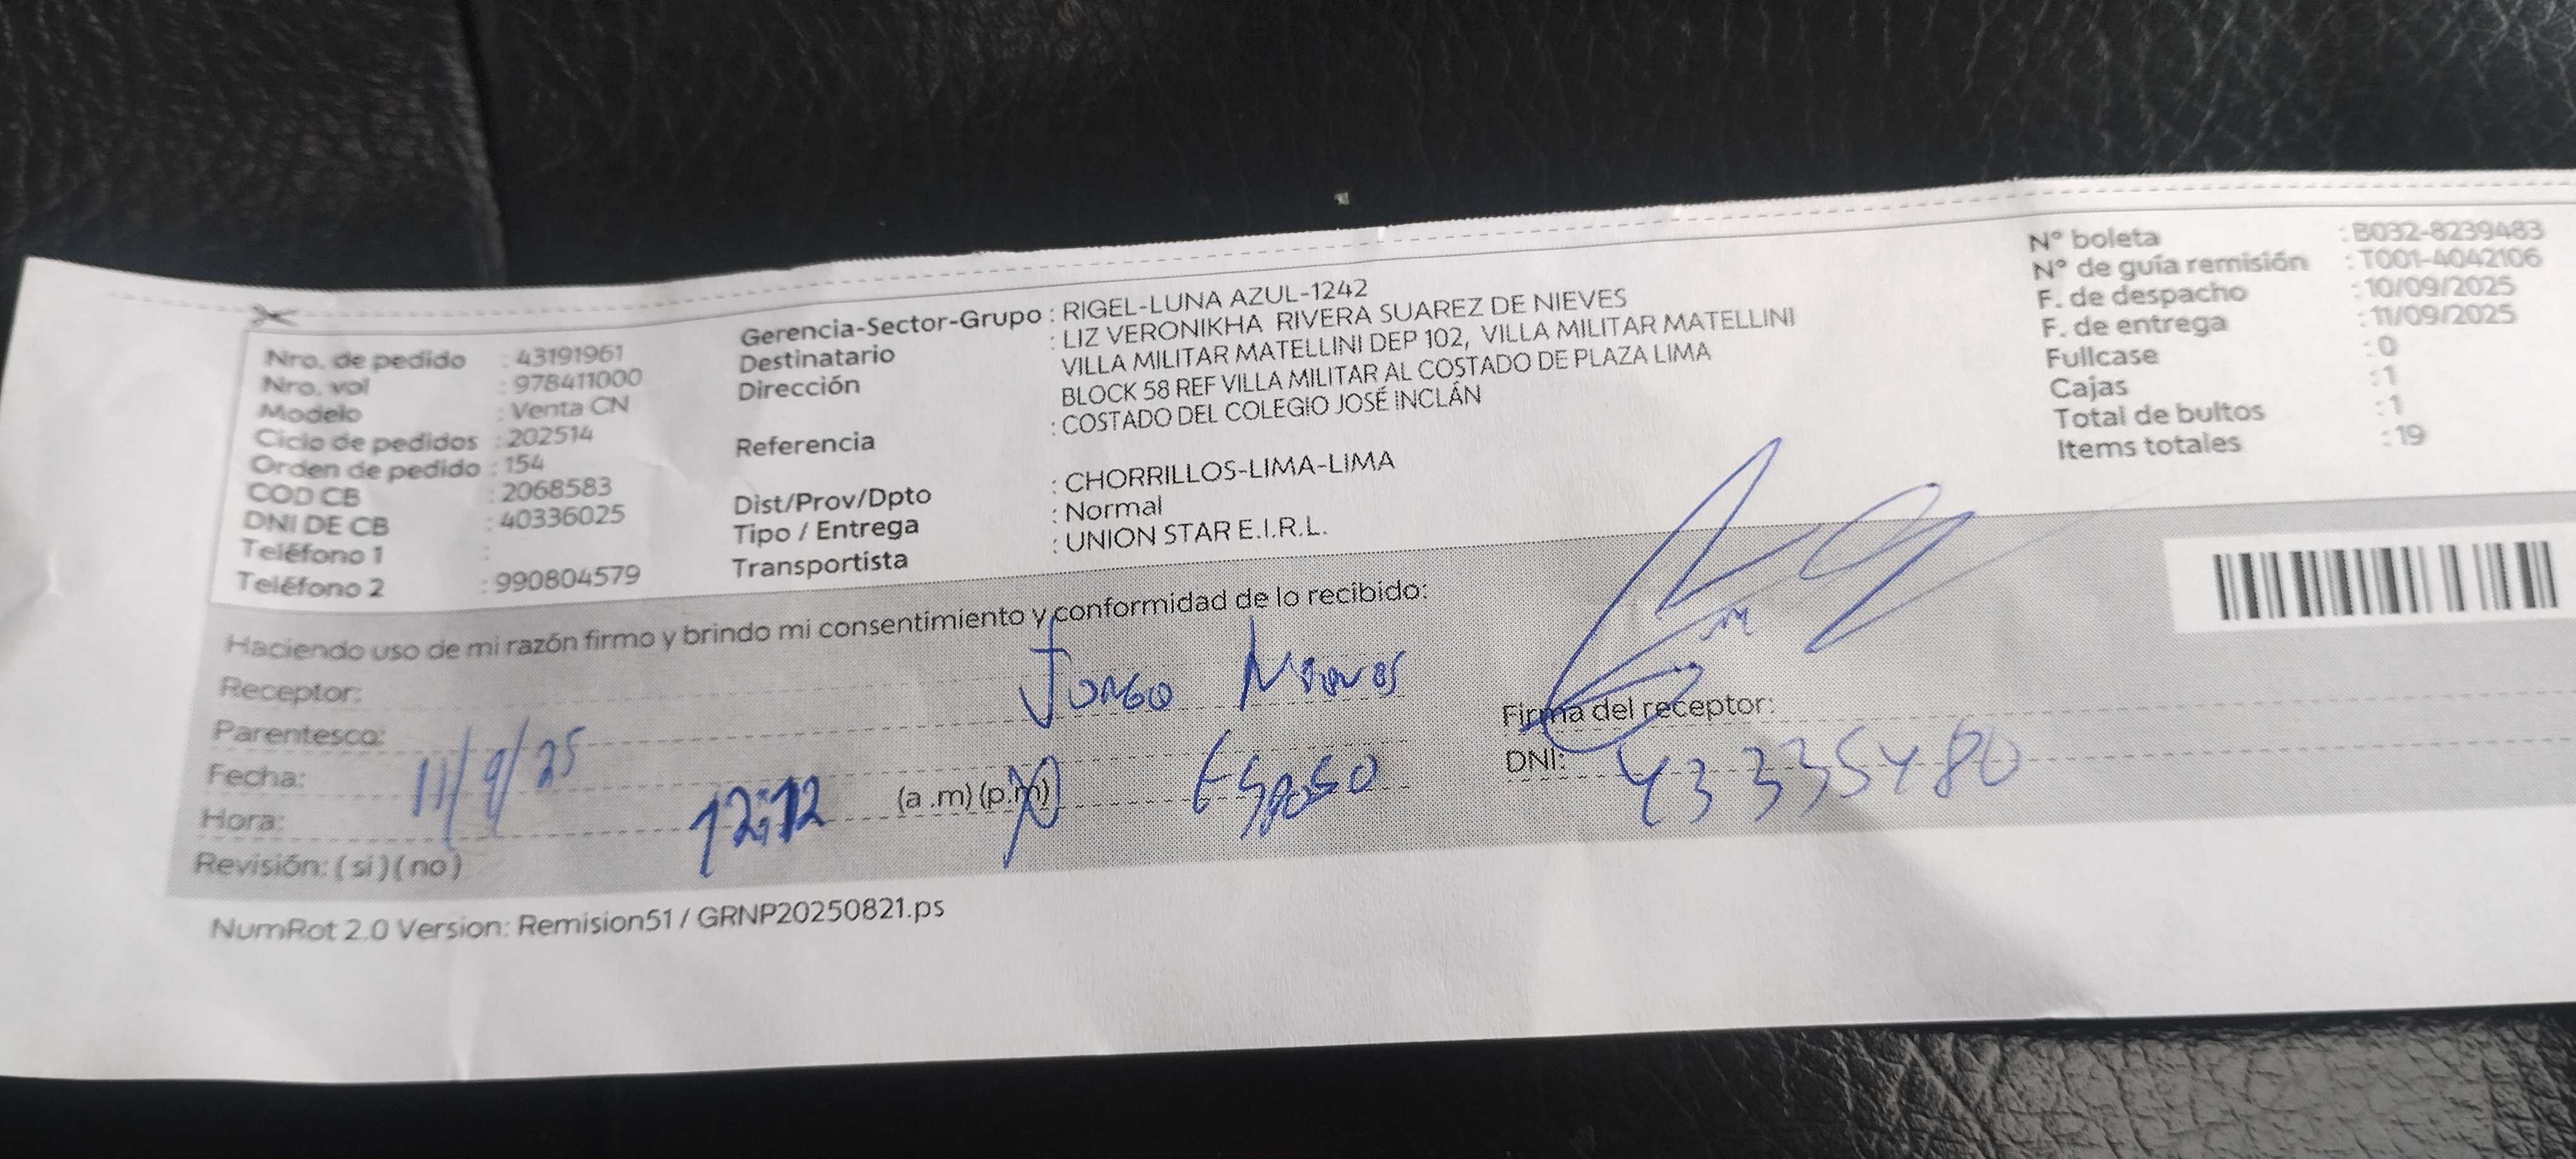 Nro. de pedido : 43191961
Nro. vol : 978411000
Modelo : Venta CN
Ciclo de pedidos : 202514
Orden de pedido : 154
COD CB : 2068583
DNI DE CB : 40336025
Teléfono 1 :
Teléfono 2 : 990804579
Gerencia-Sector-Grupo : RIGEL-LUNA AZUL-1242
Destinatario : LIZ VERONIKHA RIVERA SUAREZ DE NIEVES
Dirección : VILLA MILITAR MATELLINI DEP 102, VILLA MILITAR MATELLINI
BLOCK 58 REF VILLA MILITAR AL COSTADO DE PLAZA LIMA
Referencia : COSTADO DEL COLEGIO JOSÉ INCLÁN
Dist/Prov/Dpto : CHORRILLOS-LIMA-LIMA
Tipo / Entrega : Normal
Transportista : UNION STAR E.I.R.L.
N° boleta : B032-8239483
N° de guía remisión : T001-4042106
F. de despacho : 10/09/2025
F. de entrega : 11/09/2025
Fullcase : 0
Cajas : 1
Total de bultos : 1
Items totales : 19
Haciendo uso de mi razón firmo y brindo mi consentimiento y conformidad de lo recibido:
Receptor: Jorge Nieves
Parentesco: Esposo
Fecha: 11/9/25
Hora: 12:12 (a .m) (p.m)
Revisión: ( si ) ( no )
Firma del receptor:
DNI: 43335480
NumRot 2.0 Version: Remision51 / GRNP20250821.ps